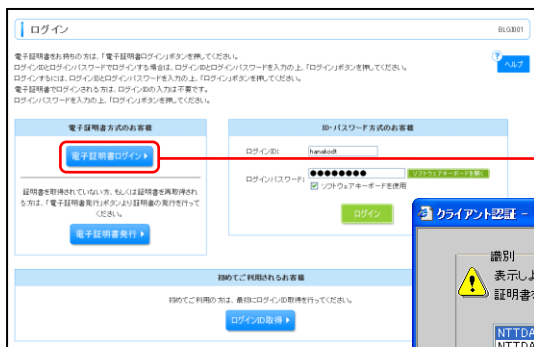 ログイン
BLGI001
電子証明書をお持ちの方は、「電子証明書ログイン」ボタンを押してください。
ログインIDとログインパスワードでログインする場合は、ログインIDとログインパスワードを入力の上、「ログイン」ボタンを押してください。
ログインするには、ログインIDとログインパスワードを入力の上、「ログイン」ボタンを押してください。
電子証明書でログインされる方は、ログインIDの入力は不要です。
ログインパスワードを入力の上、「ログイン」ボタンを押してください。
? ヘルプ
電子証明書方式のお客様
電子証明書ログイン
証明書を取得されていない方、もしくは証明書を再取得され
る方は、「電子証明書発行」ボタンより証明書の発行を行って
ください。
電子証明書発行
ID・パスワード方式のお客様
ログインID: hanakodt
ログインパスワード: ●●●●●●●● ソフトウェアキーボードを開く
ソフトウェアキーボードを使用
ログイン
初めてご利用されるお客様
初めてご利用の方は、最初にログインID取得を行ってください。
ログインID取得
クライアント認証 -
識別
表示しよ
証明書を
NTTDA
NTTDA